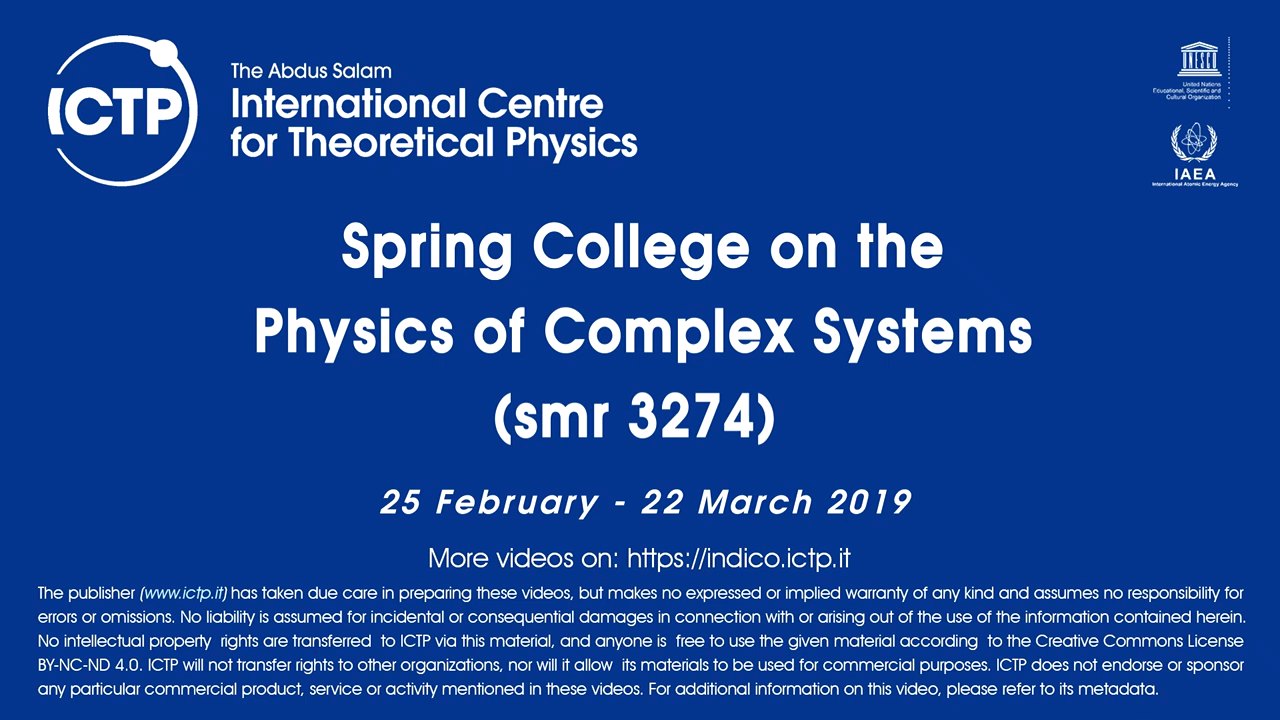 ICTP
The Abdus Salam
International Centre
for Theoretical Physics
UNESCO
United Nations
Educational, Scientific and
Cultural Organization
IAEA
International Atomic Energy Agency
Spring College on the
Physics of Complex Systems
(smr 3274)
25 February - 22 March 2019
More videos on: https://indico.ictp.it
The publisher (www.ictp.it) has taken due care in preparing these videos, but makes no expressed or implied warranty of any kind and assumes no responsibility for
errors or omissions. No liability is assumed for incidental or consequential damages in connection with or arising out of the use of the information contained herein.
No intellectual property rights are transferred to ICTP via this material, and anyone is free to use the given material according to the Creative Commons License
BY-NC-ND 4.0. ICTP will not transfer rights to other organizations, nor will it allow its materials to be used for commercial purposes. ICTP does not endorse or sponsor
any particular commercial product, service or activity mentioned in these videos. For additional information on this video, please refer to its metadata.